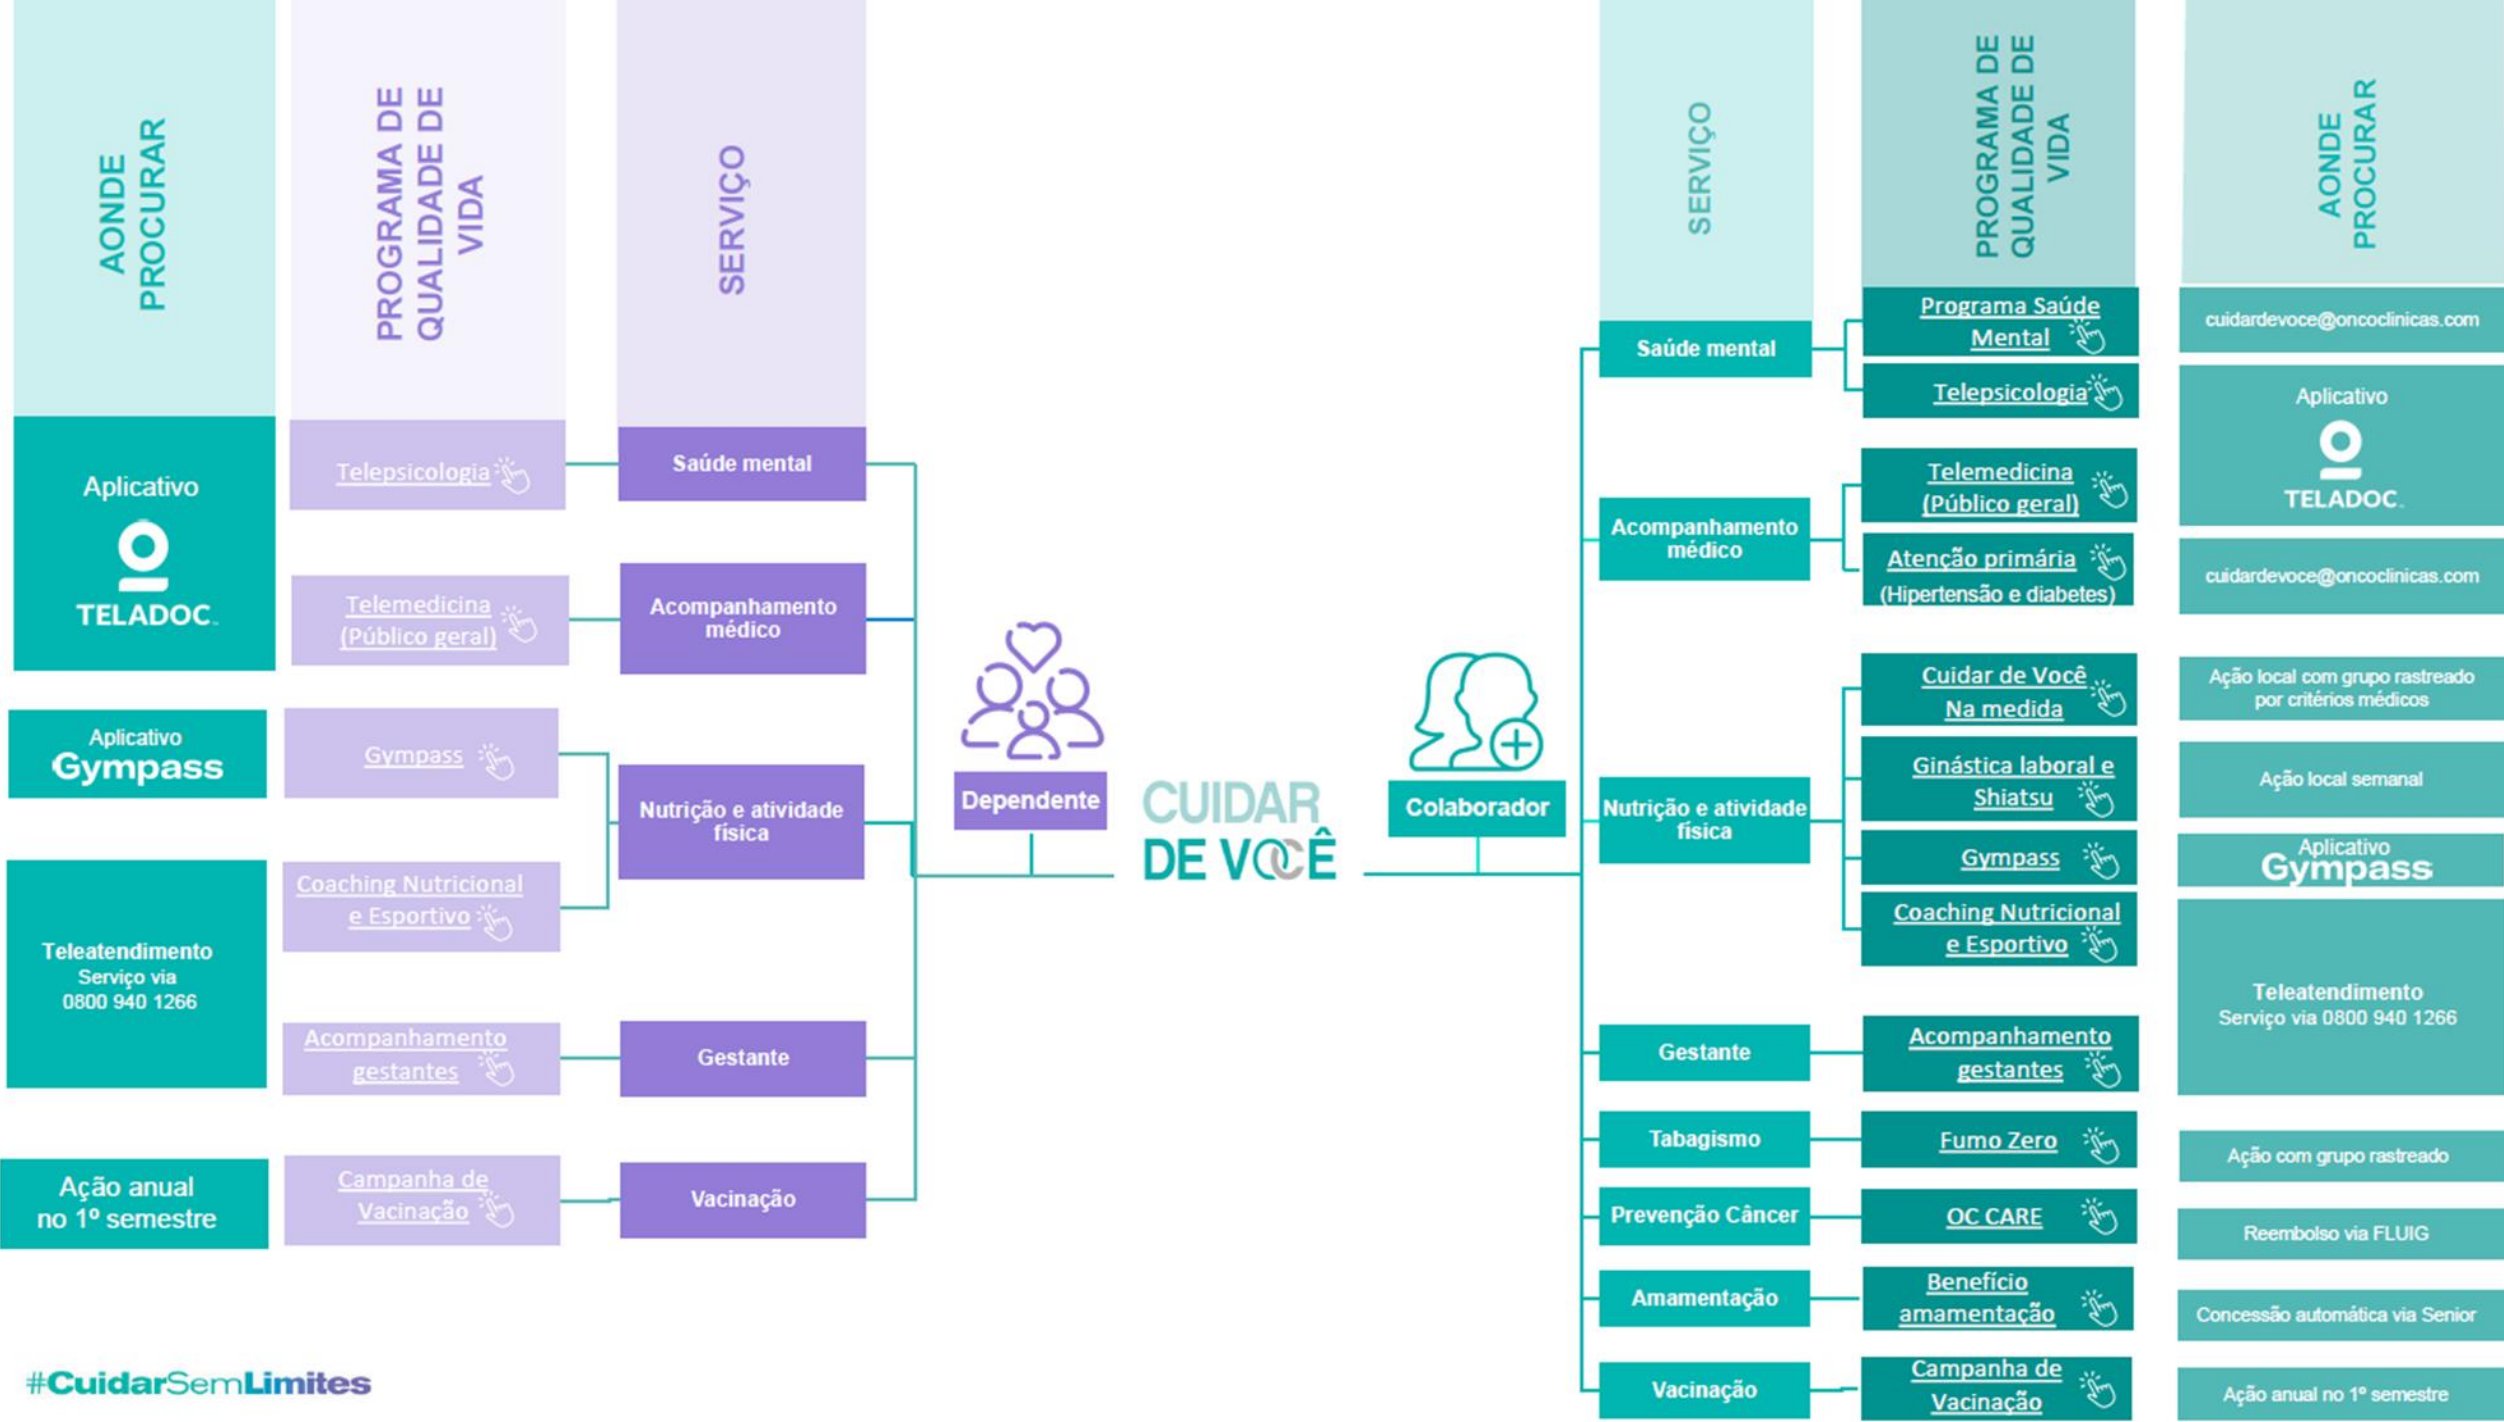 AONDE
PROCURAR
PROGRAMA DE
QUALIDADE DE
VIDA
SERVIÇO
Aplicativo
TELADOC
Telepsicologia
Saúde mental
Telemedicina
(Público geral)
Acompanhamento
médico
Aplicativo
Gympass
Gympass
Nutrição e atividade
física
Coaching Nutricional
e Esportivo
Teleatendimento
Serviço via
0800 940 1266
Acompanhamento
gestantes
Gestante
Ação anual
no 1º semestre
Campanha de
Vacinação
Vacinação
Dependente
CUIDAR
DE VOCÊ
Colaborador
SERVIÇO
PROGRAMA DE
QUALIDADE DE
VIDA
AONDE
PROCURAR
Saúde mental
Programa Saúde
Mental
cuidardevoce@oncoclinicas.com
Telepsicologia
Aplicativo
TELADOC
Acompanhamento
médico
Telemedicina
(Público geral)
Atenção primária
(Hipertensão e diabetes)
cuidardevoce@oncoclinicas.com
Nutrição e atividade
física
Cuidar de Você
Na medida
Ação local com grupo rastreado
por critérios médicos
Ginástica laboral e
Shiatsu
Ação local semanal
Gympass
Aplicativo
Gympass
Coaching Nutricional
e Esportivo
Teleatendimento
Serviço via 0800 940 1266
Gestante
Acompanhamento
gestantes
Tabagismo
Fumo Zero
Ação com grupo rastreado
Prevenção Câncer
OC CARE
Reembolso via FLUIG
Amamentação
Benefício
amamentação
Concessão automática via Senior
Vacinação
Campanha de
Vacinação
Ação anual no 1º semestre
#CuidarSemLimites